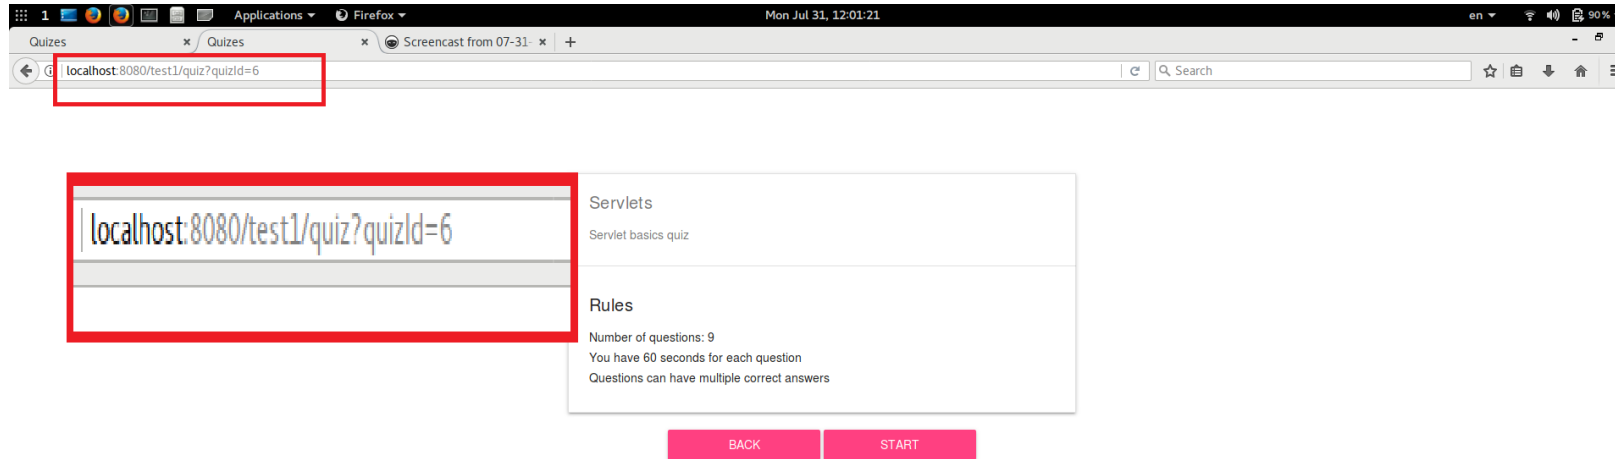 1 Applications Firefox Mon Jul 31, 12:01:21 en 90%
Quizes Quizes Screencast from 07-31-
localhost:8080/test1/quiz?quizId=6 Search
localhost:8080/test1/quiz?quizId=6
Servlets
Servlet basics quiz
Rules
Number of questions: 9
You have 60 seconds for each question
Questions can have multiple correct answers
BACK START